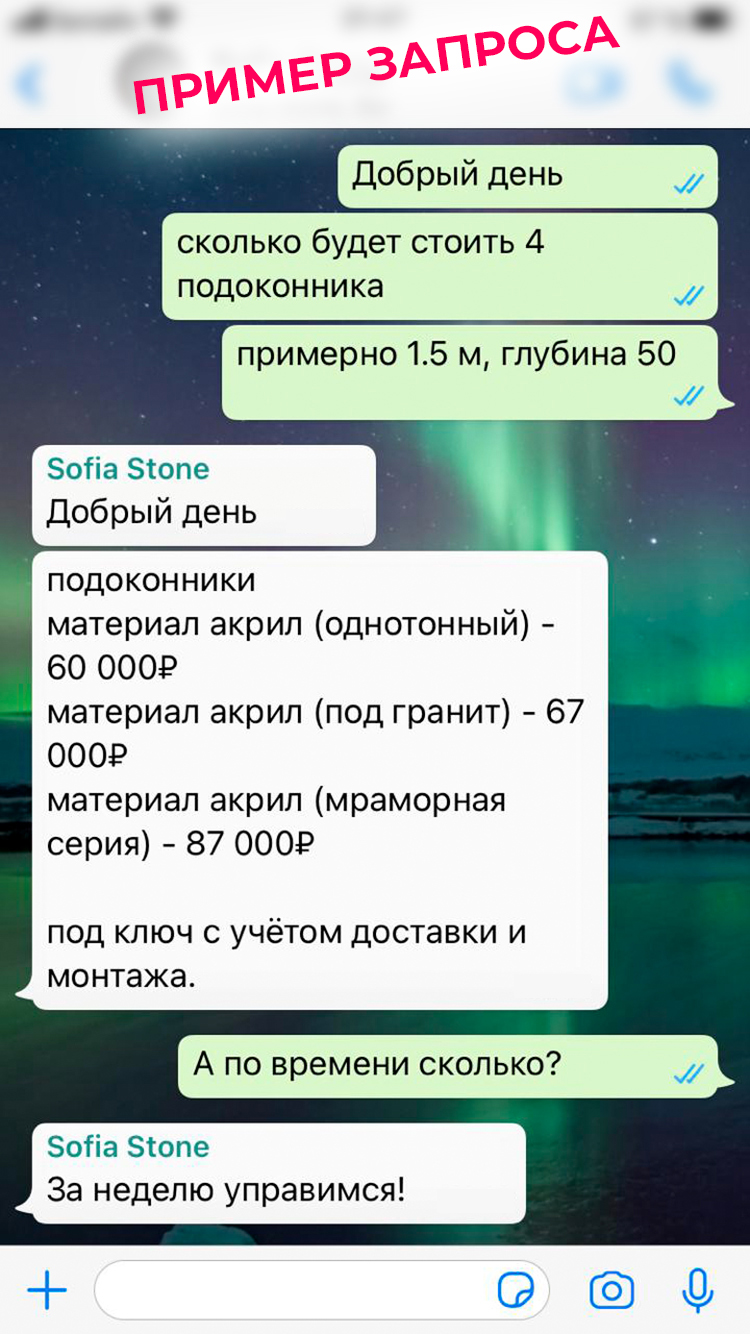 ПРИМЕР ЗАПРОСА
Добрый день
сколько будет стоить 4
подоконника
примерно 1.5 м, глубина 50
Sofia Stone
Добрый день
подоконники
материал акрил (однотонный) -
60 000₽
материал акрил (под гранит) - 67
000₽
материал акрил (мраморная
серия) - 87 000₽
под ключ с учётом доставки и
монтажа.
А по времени сколько?
Sofia Stone
За неделю управимся!